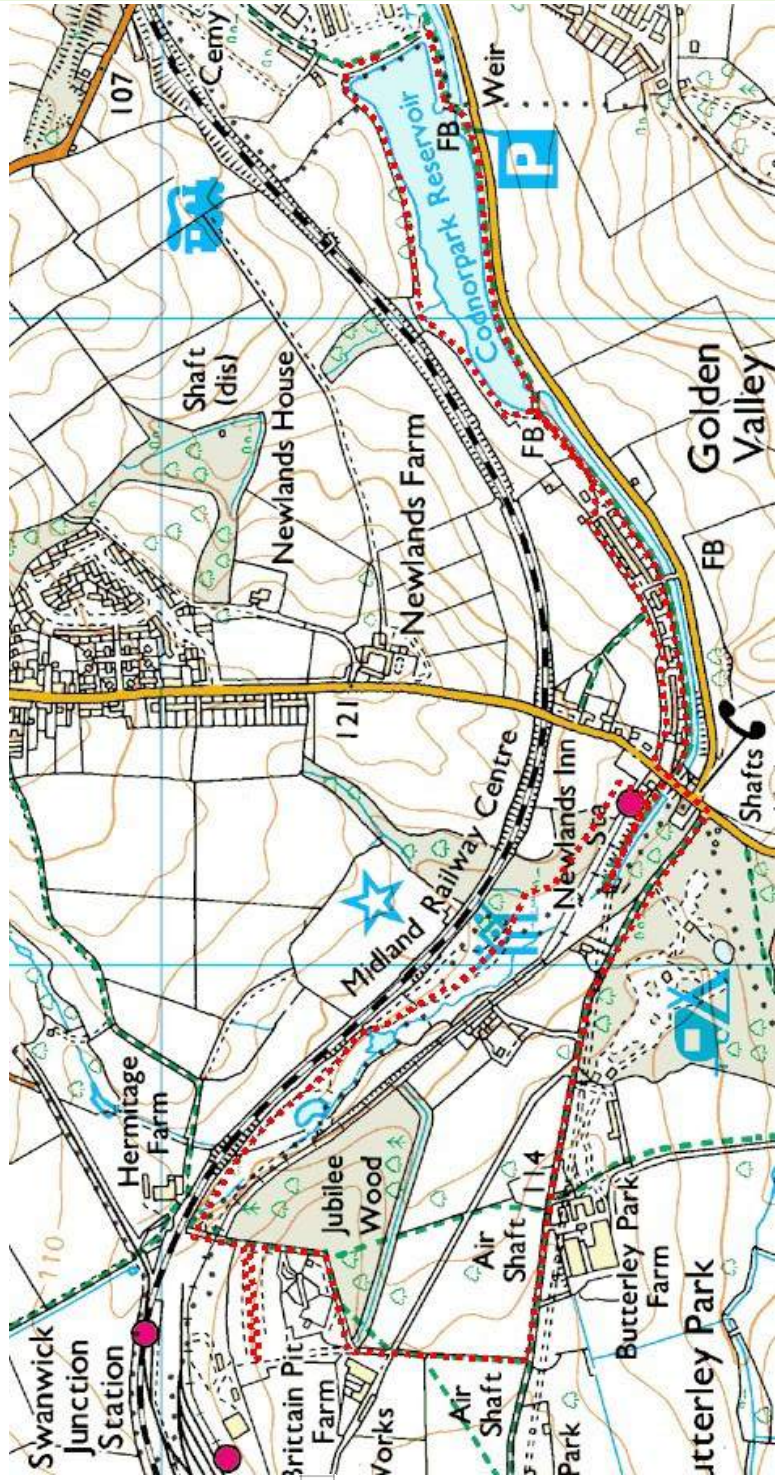 107
Cemy
Weir
FB
P
Codnorpark Reservoir
Shaft
(dis)
Newlands House
Newlands Farm
FB
Golden
Valley
FB
121
Midland Railway Centre
Newlands Inn
Sta
Shafts
Hermitage
Farm
110
Jubilee
Wood
Air
Shaft
114
Butterley Park
Farm
Swanwick
Junction
Station
Brittain Pit
Farm
Works
Air
Shaft
Park
utterley Park